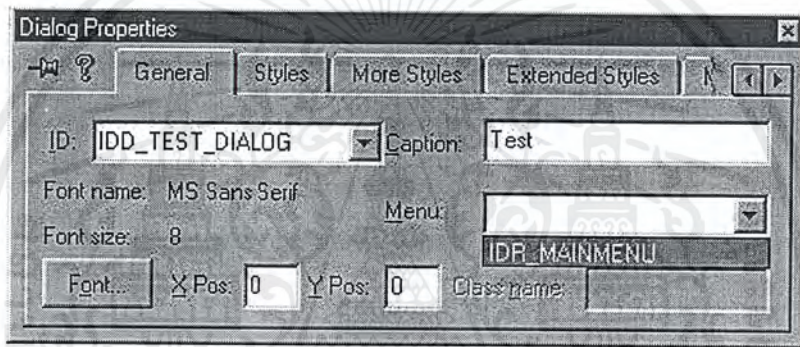 Dialog Properties
General Styles More Styles Extended Styles
ID: IDD_TEST_DIALOG Caption: Test
Font name: MS Sans Serif
Menu:
Font size: 8
IDR_MAINMENU
Font... X Pos: 0 Y Pos: 0 Class name: